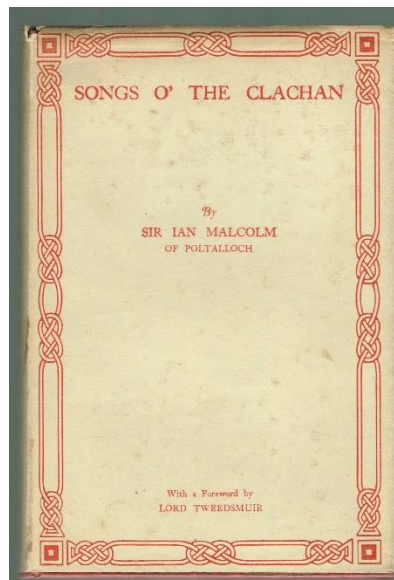 SONGS O' THE CLACHAN
By
SIR IAN MALCOLM
OF POLTALLOCH
With a Foreword by
LORD TWEEDSMUIR